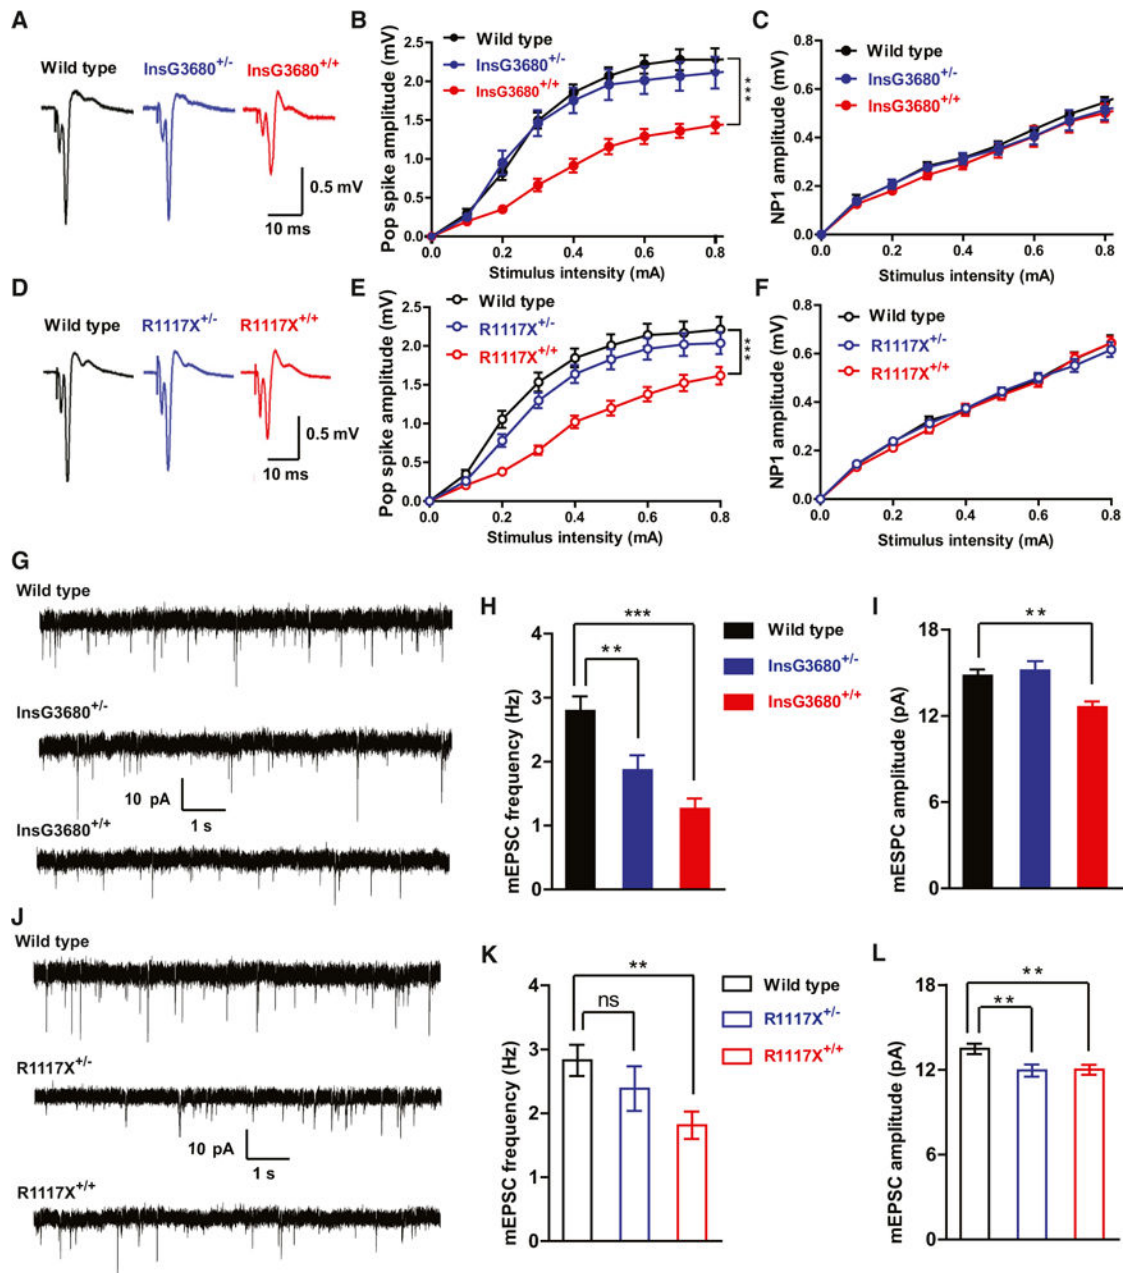 A
Wild type
InsG3680+/-
InsG3680+/+
0.5 mV
10 ms
B
Pop spike amplitude (mV)
2.5
2.0
1.5
1.0
0.5
0.0
Wild type
InsG3680+/-
InsG3680+/+
***
0.0 0.2 0.4 0.6 0.8
Stimulus intensity (mA)
C
NP1 amplitude (mV)
0.8
0.6
0.4
0.2
0.0
Wild type
InsG3680+/-
InsG3680+/+
0.0 0.2 0.4 0.6 0.8
Stimulus intensity (mA)
D
Wild type
R1117X+/-
R1117X+/+
0.5 mV
10 ms
E
Pop spike amplitude (mV)
2.5
2.0
1.5
1.0
0.5
0.0
Wild type
R1117X+/-
R1117X+/+
***
0.0 0.2 0.4 0.6 0.8
Stimulus intensity (mA)
F
NP1 amplitude (mV)
0.8
0.6
0.4
0.2
0.0
Wild type
R1117X+/-
R1117X+/+
0.0 0.2 0.4 0.6 0.8
Stimulus intensity (mA)
G
Wild type
InsG3680+/-
10 pA
1 s
InsG3680+/+
H
mEPSC frequency (Hz)
4
3
2
1
0
***
**
Wild type
InsG3680+/-
InsG3680+/+
I
mESPC amplitude (pA)
18
12
6
0
**
J
Wild type
R1117X+/-
10 pA
1 s
R1117X+/+
K
mEPSC frequency (Hz)
4
3
2
1
0
**
ns
Wild type
R1117X+/-
R1117X+/+
L
mEPSC amplitude (pA)
18
12
6
0
**
**